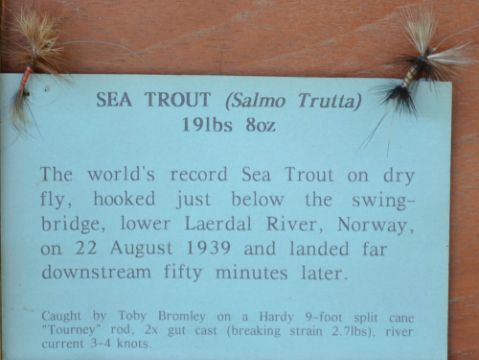 SEA TROUT (Salmo Trutta)
19lbs 8oz
The world's record Sea Trout on dry
fly, hooked just below the swing-
bridge, lower Laerdal River, Norway,
on 22 August 1939 and landed far
downstream fifty minutes later.
Caught by Toby Bromley on a Hardy 9-foot split cane
"Tourney" rod, 2x gut cast (breaking strain 2.7lbs), river
current 3-4 knots.